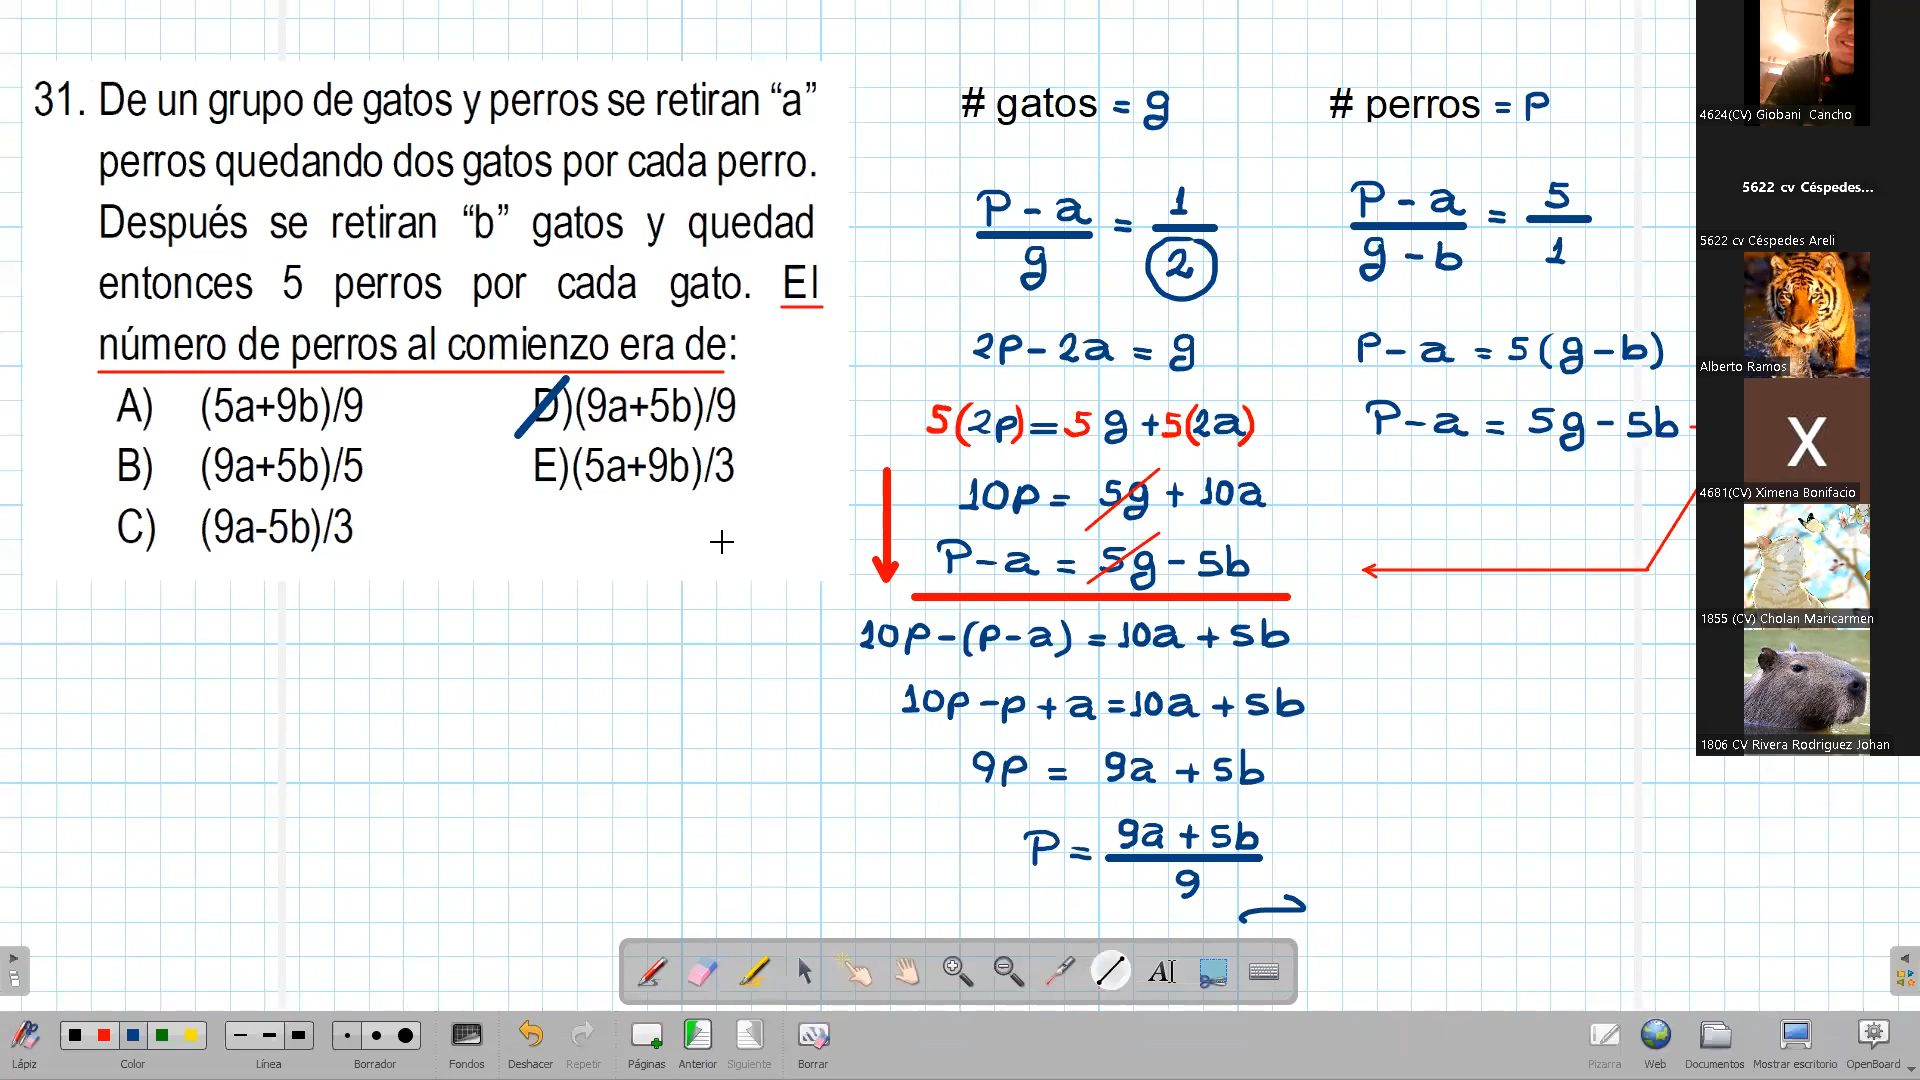 31. De un grupo de gatos y perros se retiran “a”
perros quedando dos gatos por cada perro.
Después se retiran “b” gatos y quedad
entonces 5 perros por cada gato. El
número de perros al comienzo era de:
A) (5a+9b)/9
D)(9a+5b)/9
B) (9a+5b)/5
E)(5a+9b)/3
C) (9a-5b)/3
# gatos = g
# perros = P
P - a / g = 1 / 2
P - a / g - b = 5 / 1
2P - 2a = g
P - a = 5(g - b)
5(2p) = 5g + 5(2a)
P - a = 5g - 5b
10p = 5g + 10a
P - a = 5g - 5b
10p - (p - a) = 10a + 5b
10p - p + a = 10a + 5b
9p = 9a + 5b
P = 9a + 5b / 9
4624(CV) Giobani Cancho
5622 cv Céspedes...
5622 cv Céspedes Areli
Alberto Ramos
X
4681(CV) Ximena Bonifacio
1855 (CV) Cholan Maricarmen
1806 CV Rivera Rodriguez Johan
AI
Lápiz
Color
Línea
Borrador
Fondos
Deshacer
Repetir
Páginas
Anterior
Siguiente
Borrar
Pizarra
Web
Documentos
Mostrar escritorio
OpenBoard